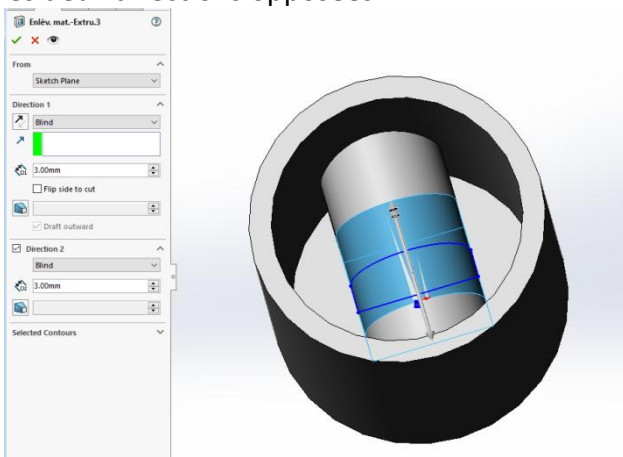 Enlèv. mat.-Extru.3
From
Sketch Plane
Direction 1
Blind
3.00mm
Flip side to cut
Draft outward
Direction 2
Blind
3.00mm
Selected Contours